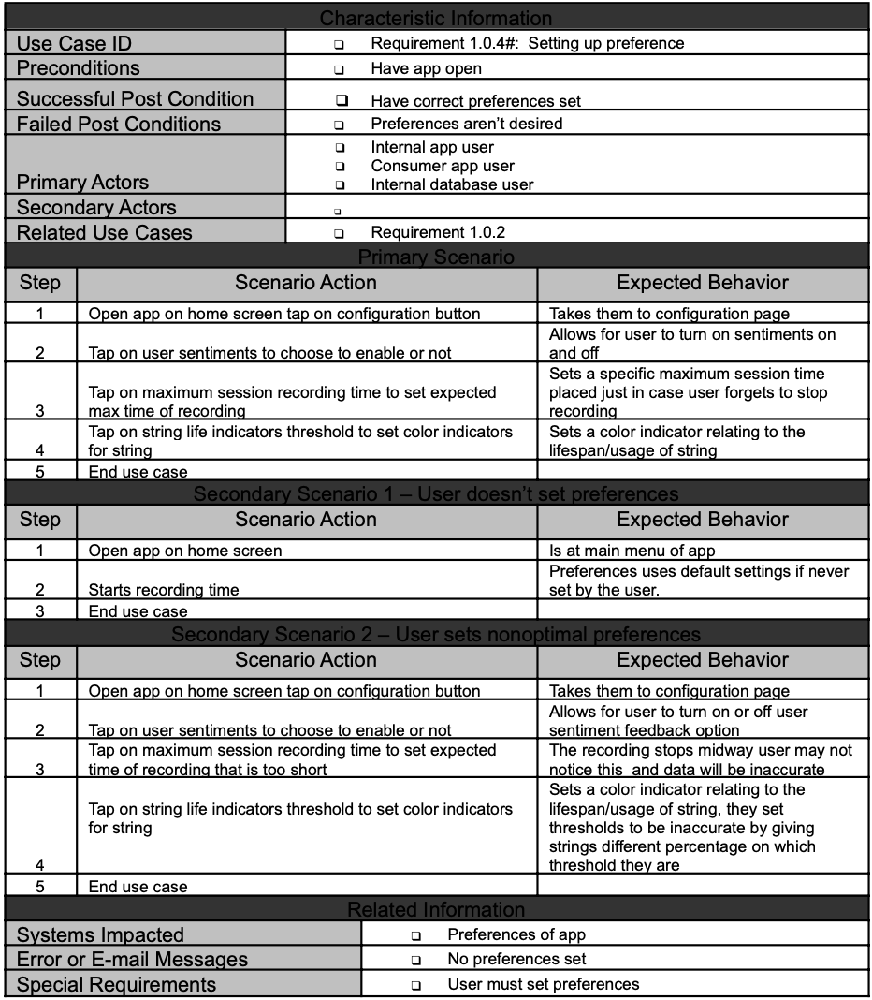 Characteristic Information
Use Case ID
Requirement 1.0.4#: Setting up preference
Preconditions
Have app open
Successful Post Condition
Have correct preferences set
Failed Post Conditions
Preferences aren't desired
Primary Actors
Internal app user
Consumer app user
Internal database user
Secondary Actors
Related Use Cases
Requirement 1.0.2
Primary Scenario
Step
Scenario Action
Expected Behavior
1
Open app on home screen tap on configuration button
Takes them to configuration page
2
Tap on user sentiments to choose to enable or not
Allows for user to turn on sentiments on
and off
3
Tap on maximum session recording time to set expected
max time of recording
Sets a specific maximum session time
placed just in case user forgets to stop
recording
4
Tap on string life indicators threshold to set color indicators
for string
Sets a color indicator relating to the
lifespan/usage of string
5
End use case
Secondary Scenario 1 – User doesn't set preferences
Step
Scenario Action
Expected Behavior
1
Open app on home screen
Is at main menu of app
2
Starts recording time
Preferences uses default settings if never
set by the user.
3
End use case
Secondary Scenario 2 – User sets nonoptimal preferences
Step
Scenario Action
Expected Behavior
1
Open app on home screen tap on configuration button
Takes them to configuration page
2
Tap on user sentiments to choose to enable or not
Allows for user to turn on or off user
sentiment feedback option
3
Tap on maximum session recording time to set expected
time of recording that is too short
The recording stops midway user may not
notice this and data will be inaccurate
4
Tap on string life indicators threshold to set color indicators
for string
Sets a color indicator relating to the
lifespan/usage of string, they set
thresholds to be inaccurate by giving
strings different percentage on which
threshold they are
5
End use case
Related Information
Systems Impacted
Preferences of app
Error or E-mail Messages
No preferences set
Special Requirements
User must set preferences